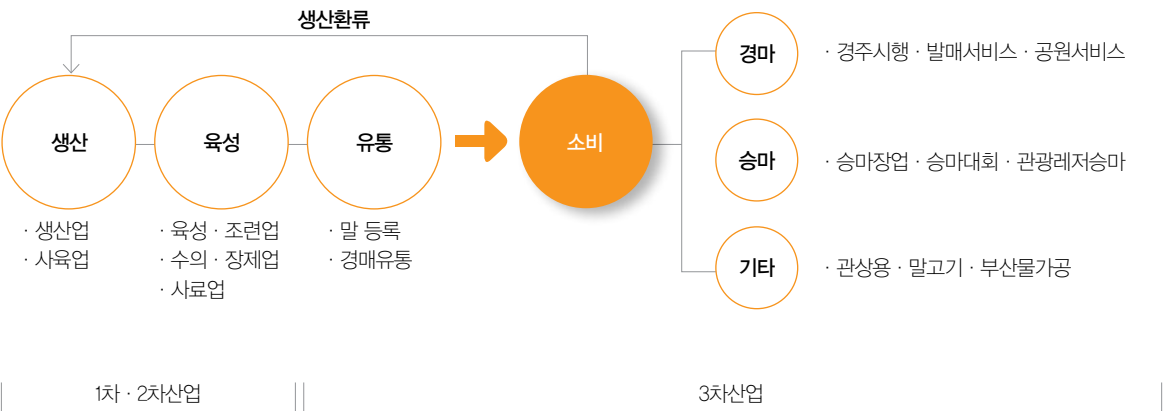 생산환류
생산
육성
유통
소비
· 생산업
· 사육업
· 육성 · 조련업
· 수의 · 장제업
· 사료업
· 말 등록
· 경매유통
경마
· 경주시행 · 발매서비스 · 공원서비스
승마
· 승마장업 · 승마대회 · 관광레저승마
기타
· 관상용 · 말고기 · 부산물가공
1차 · 2차산업
3차산업